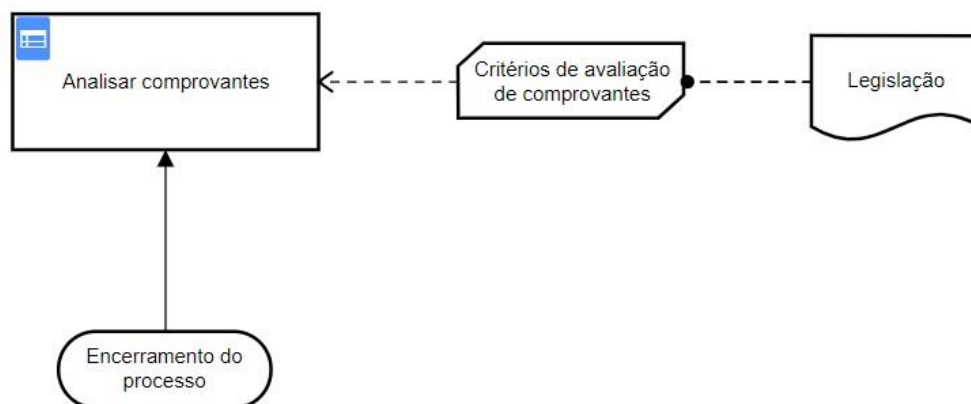 Analisar comprovantes
Critérios de avaliação
de comprovantes
Legislação
Encerramento do
processo